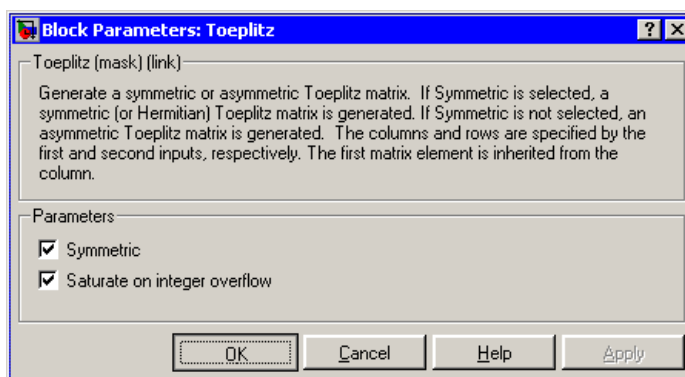 Block Parameters: Toeplitz
Toeplitz (mask) (link)
Generate a symmetric or asymmetric Toeplitz matrix. If Symmetric is selected, a
symmetric (or Hermitian) Toeplitz matrix is generated. If Symmetric is not selected, an
asymmetric Toeplitz matrix is generated. The columns and rows are specified by the
first and second inputs, respectively. The first matrix element is inherited from the
column.
Parameters
Symmetric
Saturate on integer overflow
OK Cancel Help Apply